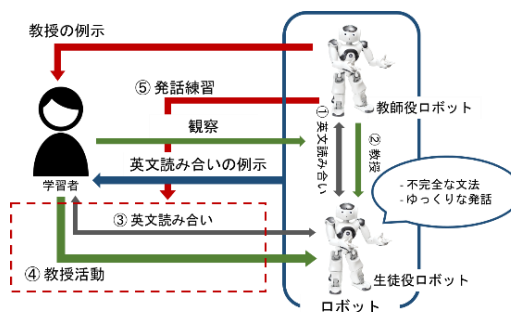 教授の例示
⑤ 発話練習
教師役ロボット
観察
① 英文読み合い
② 教授
英文読み合いの例示
学習者
- 不完全な文法
- ゆっくりな発話
③ 英文読み合い
④ 教授活動
生徒役ロボット
ロボット